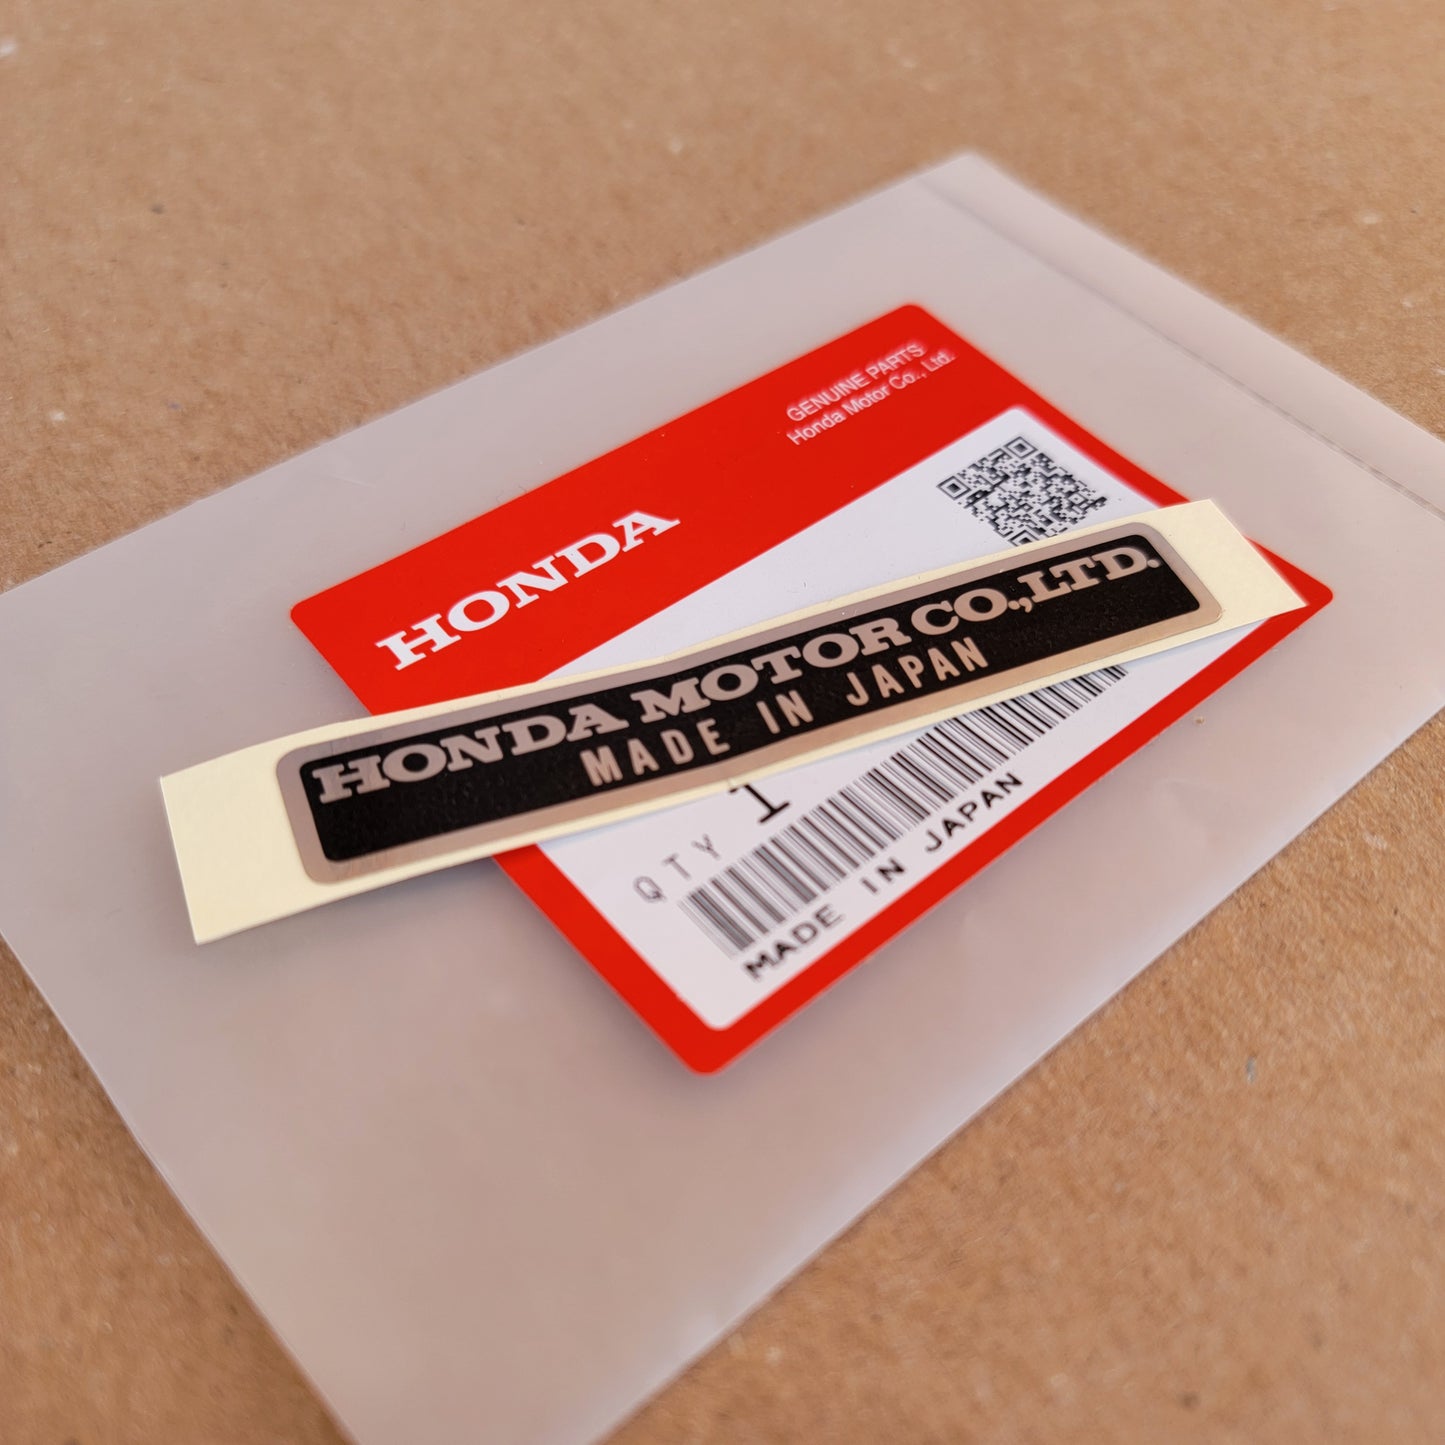 GENUINE PARTS
Honda Motor Co., Ltd.
HONDA
HONDA MOTOR CO.,LTD.
MADE IN JAPAN
QTY 1
MADE IN JAPAN